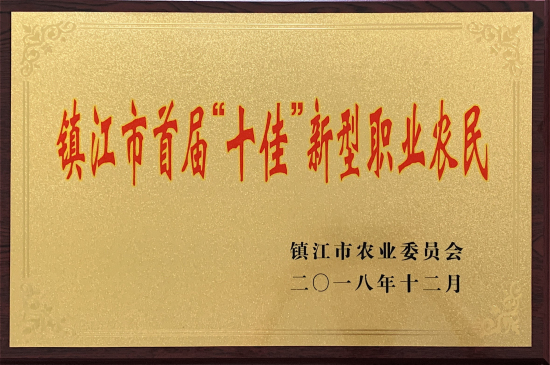 镇江市首届“十佳”新型职业农民
镇江市农业委员会
二〇一八年十二月